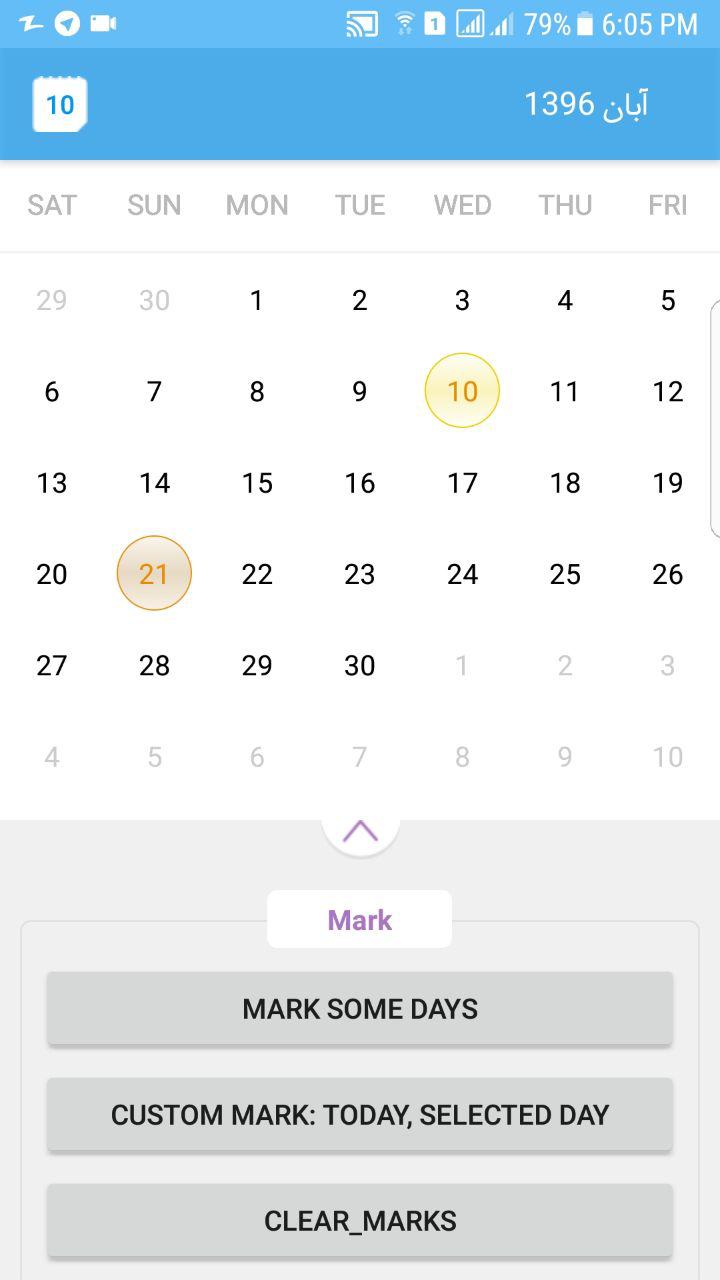 1 79% 6:05 PM
10 آبان 1396
SAT SUN MON TUE WED THU FRI
29 30 1 2 3 4 5
6 7 8 9 10 11 12
13 14 15 16 17 18 19
20 21 22 23 24 25 26
27 28 29 30 1 2 3
4 5 6 7 8 9 10
Mark
MARK SOME DAYS
CUSTOM MARK: TODAY, SELECTED DAY
CLEAR_MARKS